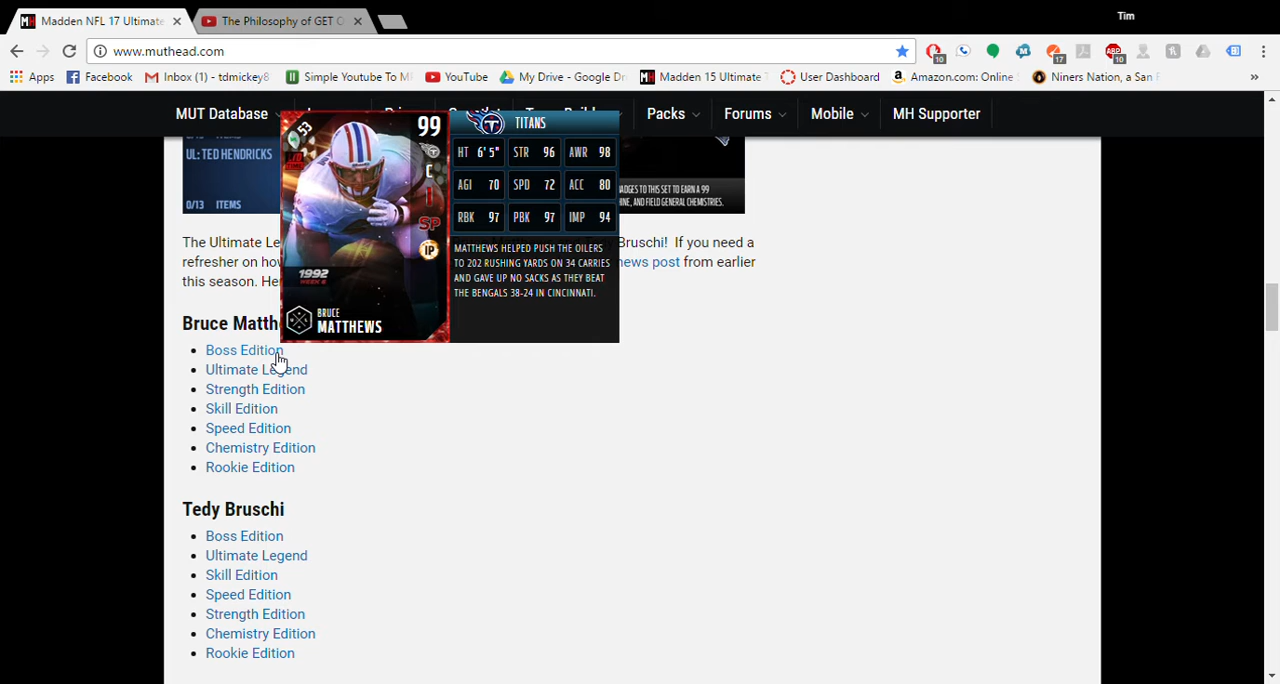 Madden NFL 17 Ultimate
The Philosophy of GET O
Tim
www.muthead.com
Apps Facebook Inbox (1) - tdmickey8 Simple Youtube To M YouTube My Drive - Google Dr Madden 15 Ultimate T User Dashboard Amazon.com: Online Niners Nation, a San F
MUT Database Packs Forums Mobile MH Supporter
UL: TED HENDRICKS
0/13 ITEMS
ADGES TO THIS SET TO EARN A 99
HINE, AND FIELD GENERAL CHEMISTRIES.
53
99
C
SP
IP
1992
WEEK 6
BRUCE
MATTHEWS
TITANS
HT 6' 5" STR 96 AWR 98
AGI 70 SPD 72 ACC 80
RBK 97 PBK 97 IMP 94
MATTHEWS HELPED PUSH THE OILERS
TO 202 RUSHING YARDS ON 34 CARRIES
AND GAVE UP NO SACKS AS THEY BEAT
THE BENGALS 38-24 IN CINCINNATI.
The Ultimate Le Bruschi! If you need a
refresher on how news post from earlier
this season. He
Bruce Matthe
Boss Edition
Ultimate Legend
Strength Edition
Skill Edition
Speed Edition
Chemistry Edition
Rookie Edition
Tedy Bruschi
Boss Edition
Ultimate Legend
Skill Edition
Speed Edition
Strength Edition
Chemistry Edition
Rookie Edition